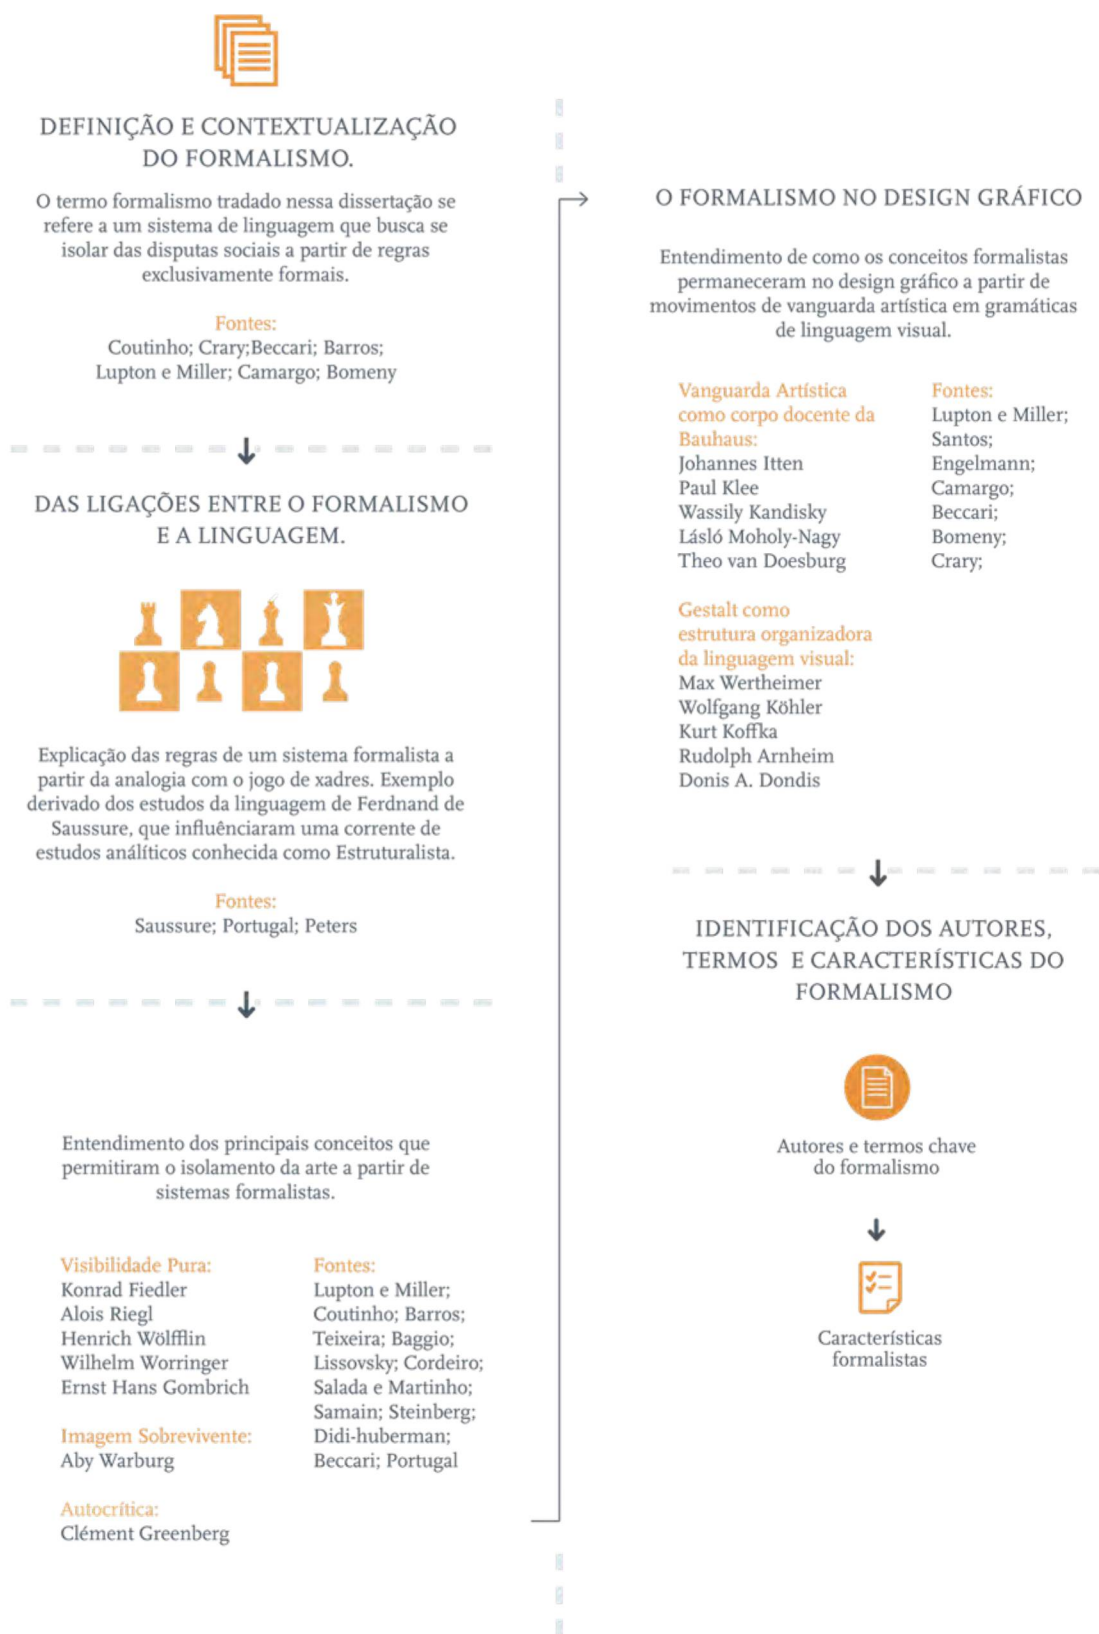 DEFINIÇÃO E CONTEXTUALIZAÇÃO
DO FORMALISMO.
O termo formalismo tradado nessa dissertação se
refere a um sistema de linguagem que busca se
isolar das disputas sociais a partir de regras
exclusivamente formais.
Fontes:
Coutinho; Crary;Beccari; Barros;
Lupton e Miller; Camargo; Bomeny
DAS LIGAÇÕES ENTRE O FORMALISMO
E A LINGUAGEM.
Explicação das regras de um sistema formalista a
partir da analogia com o jogo de xadres. Exemplo
derivado dos estudos da linguagem de Ferdnand de
Saussure, que influênciaram uma corrente de
estudos análíticos conhecida como Estruturalista.
Fontes:
Saussure; Portugal; Peters
Entendimento dos principais conceitos que
permitiram o isolamento da arte a partir de
sistemas formalistas.
Visibilidade Pura:
Konrad Fiedler
Alois Riegl
Henrich Wölfflin
Wilhelm Worringer
Ernst Hans Gombrich
Imagem Sobrevivente:
Aby Warburg
Autocrítica:
Clément Greenberg
Fontes:
Lupton e Miller;
Coutinho; Barros;
Teixeira; Baggio;
Lissovsky; Cordeiro;
Salada e Martinho;
Samain; Steinberg;
Didi-huberman;
Beccari; Portugal
O FORMALISMO NO DESIGN GRÁFICO
Entendimento de como os conceitos formalistas
permaneceram no design gráfico a partir de
movimentos de vanguarda artística em gramáticas
de linguagem visual.
Vanguarda Artística
como corpo docente da
Bauhaus:
Johannes Itten
Paul Klee
Wassily Kandisky
Lásló Moholy-Nagy
Theo van Doesburg
Gestalt como
estrutura organizadora
da linguagem visual:
Max Wertheimer
Wolfgang Köhler
Kurt Koffka
Rudolph Arnheim
Donis A. Dondis
Fontes:
Lupton e Miller;
Santos;
Engelmann;
Camargo;
Beccari;
Bomeny;
Crary;
IDENTIFICAÇÃO DOS AUTORES,
TERMOS E CARACTERÍSTICAS DO
FORMALISMO
Autores e termos chave
do formalismo
Características
formalistas